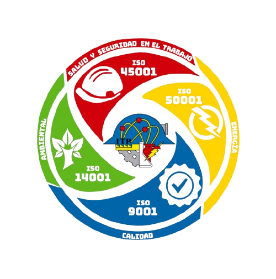 SALUD Y SEGURIDAD EN EL TRABAJO
ISO
45001
ISO
50001
ENERGÍA
AMBIENTAL
ISO
14001
ISO
9001
CALIDAD